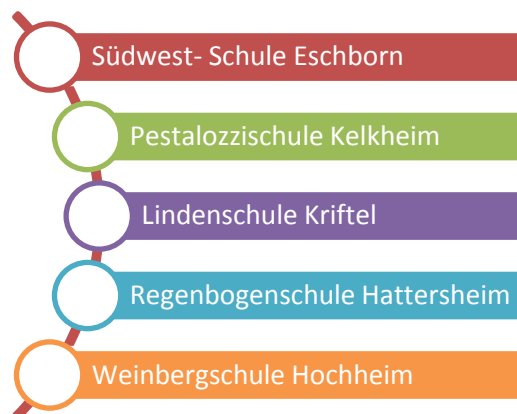 Südwest- Schule Eschborn
Pestalozzischule Kelkheim
Lindenschule Kriftel
Regenbogenschule Hattersheim
Weinbergschule Hochheim